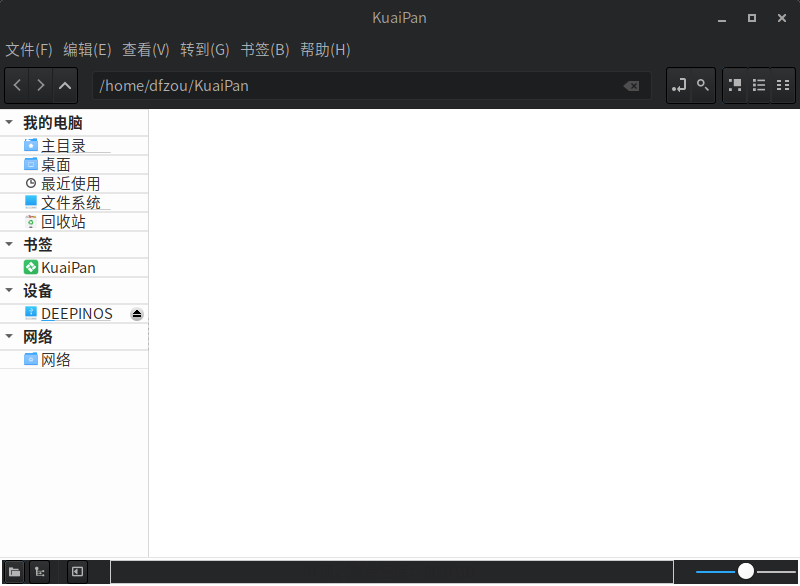 KuaiPan
文件(F) 编辑(E) 查看(V) 转到(G) 书签(B) 帮助(H)
/home/dfzou/KuaiPan
我的电脑
主目录
桌面
最近使用
文件系统
回收站
书签
KuaiPan
设备
DEEPINOS
网络
网络